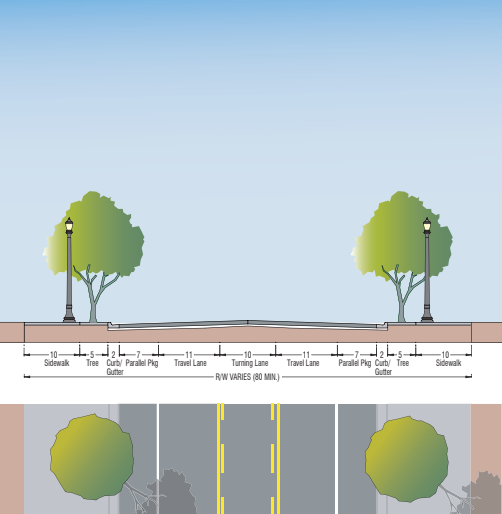 10 5 2 7 11 10 11 7 2 5 10
Sidewalk Tree Curb/ Parallel Pkg Travel Lane Turning Lane Travel Lane Parallel Pkg Curb/ Tree Sidewalk
Gutter Gutter
R/W VARIES (80 MIN.)